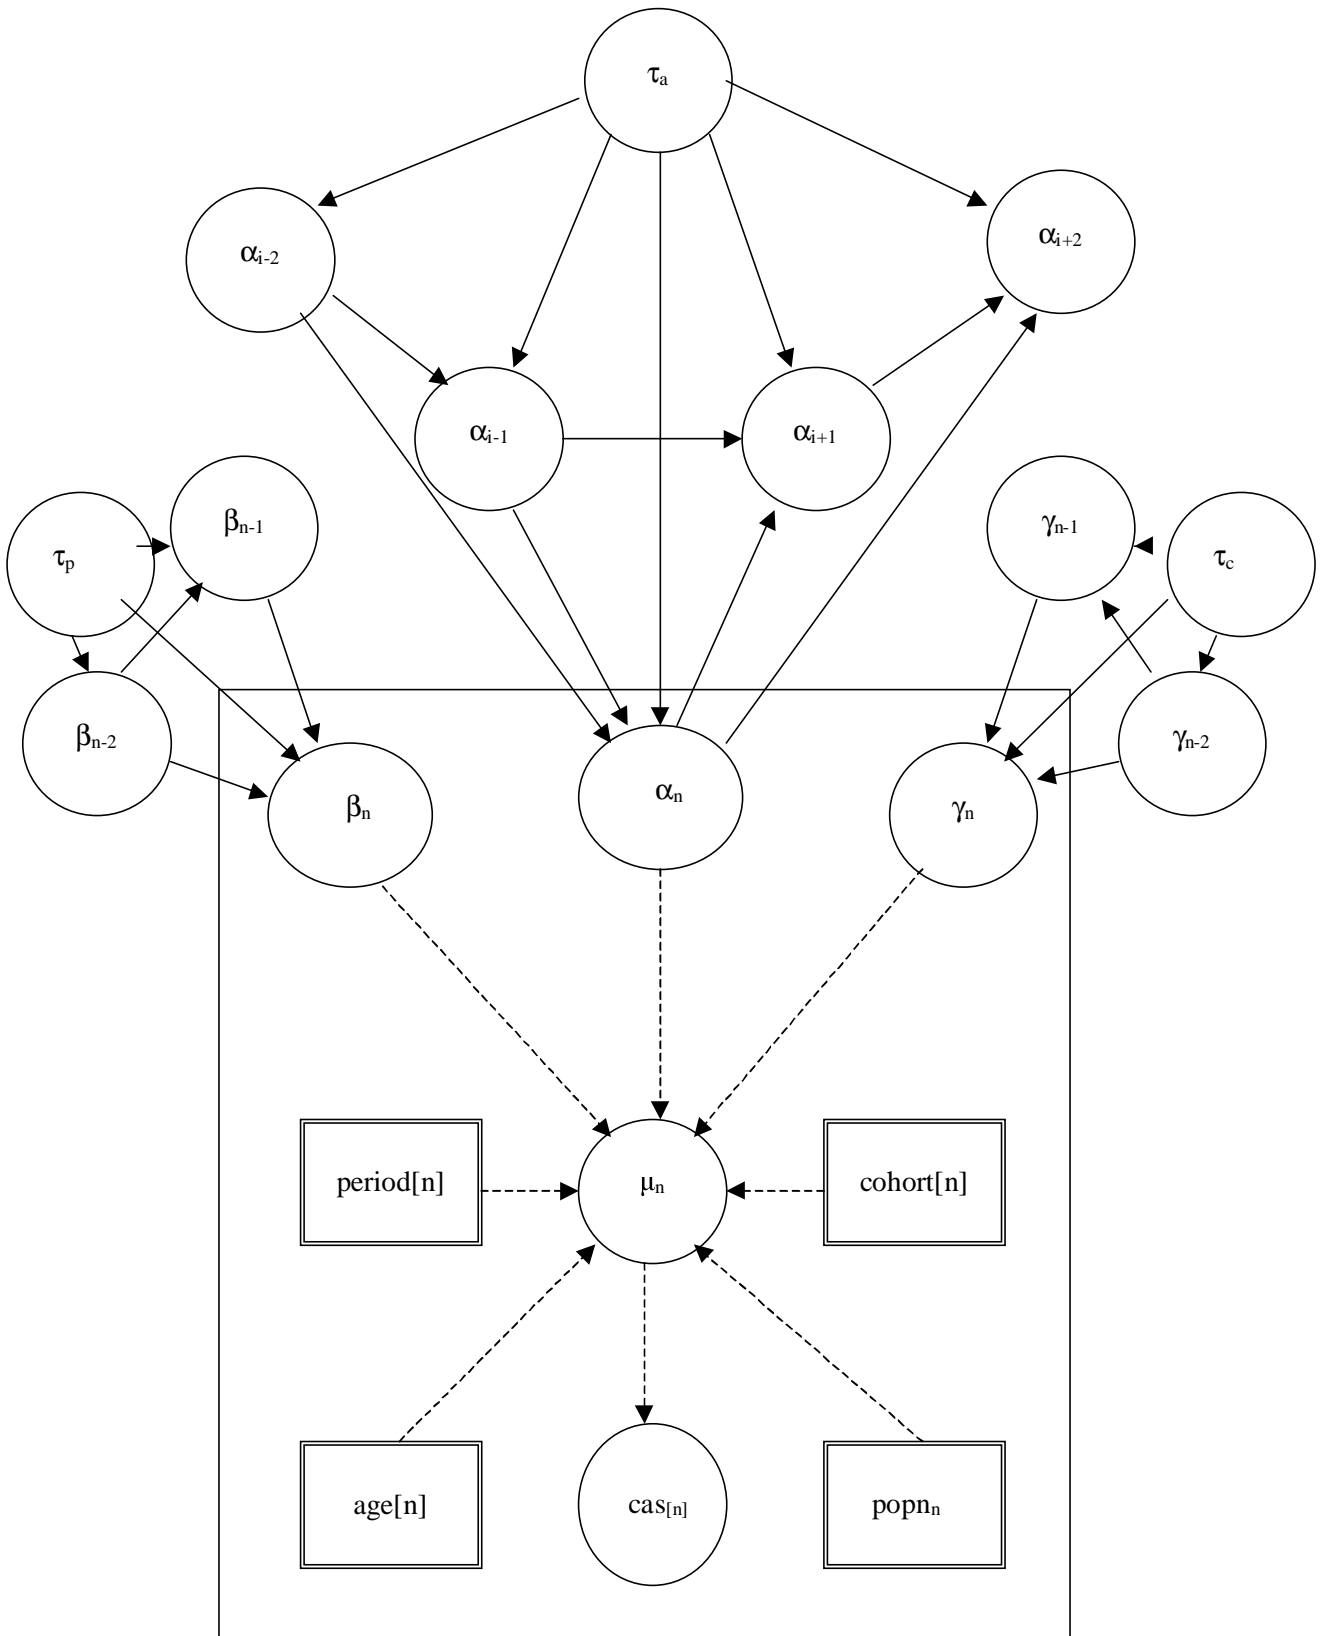 τa
αi-2
αi+2
αi-1
αi+1
τp
βn-1
γn-1
τc
βn-2
γn-2
βn
αn
γn
period[n]
μn
cohort[n]
age[n]
cas[n]
popnn